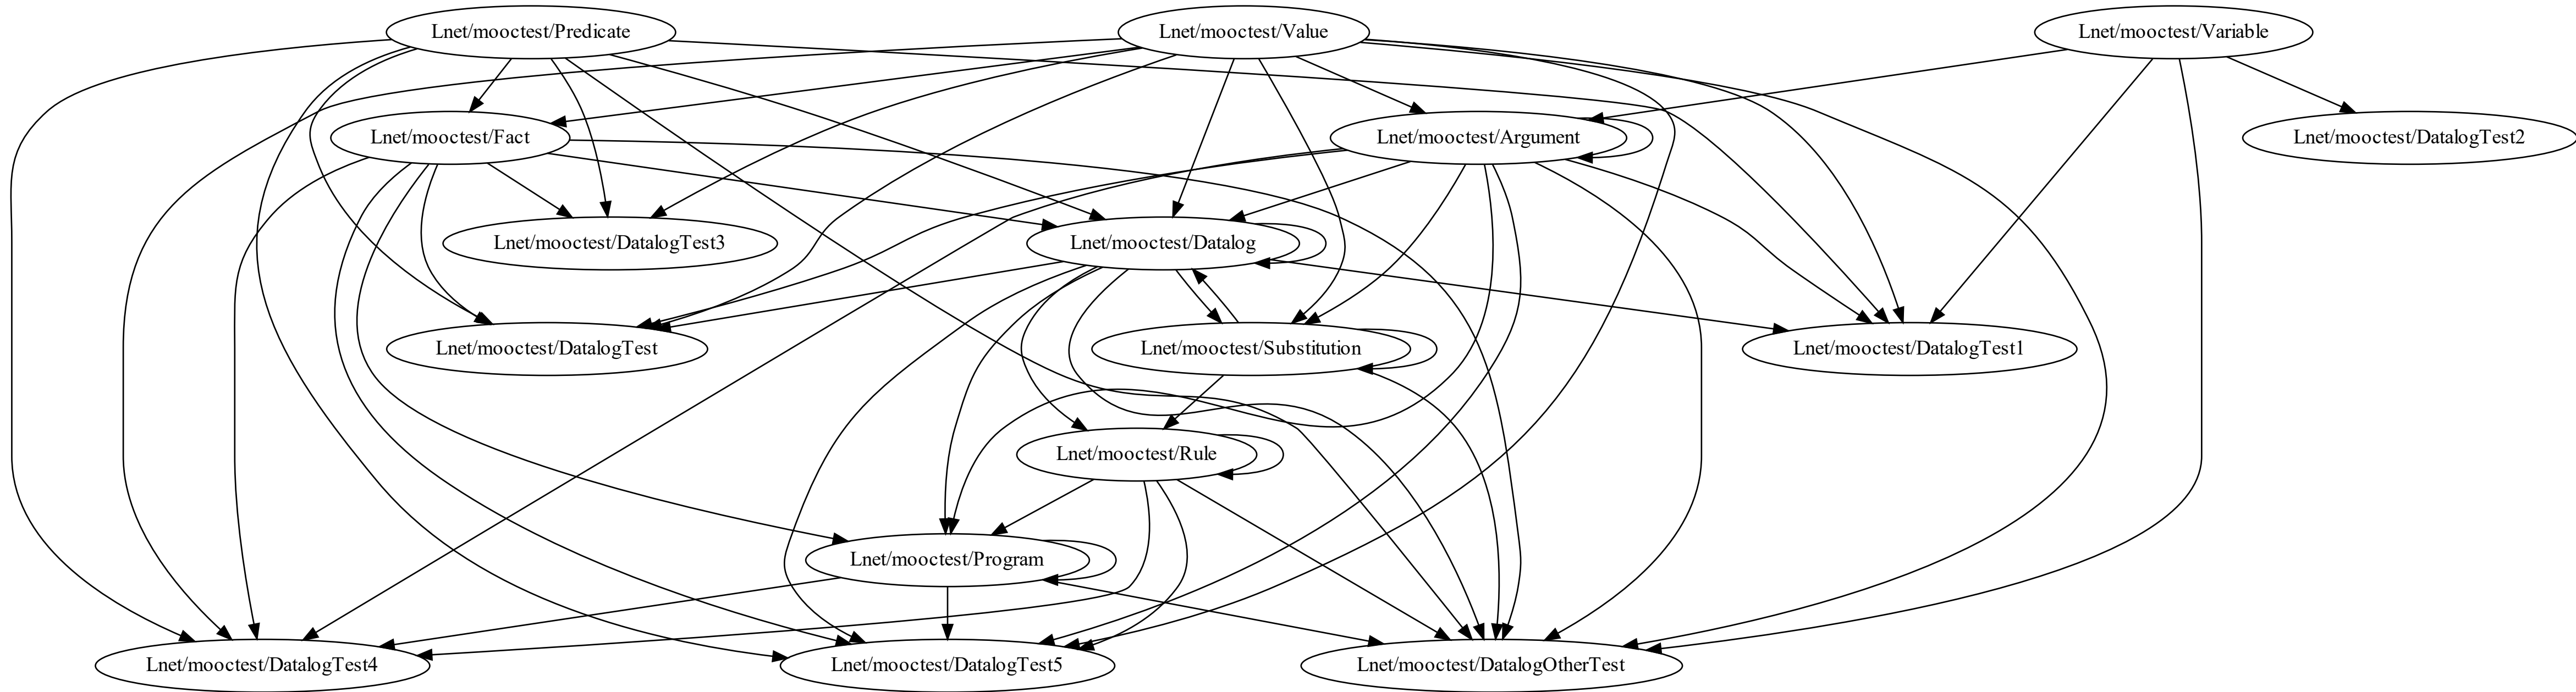 Lnet/mooctest/Predicate
Lnet/mooctest/Value
Lnet/mooctest/Variable
Lnet/mooctest/Fact
Lnet/mooctest/Argument
Lnet/mooctest/DatalogTest2
Lnet/mooctest/DatalogTest3
Lnet/mooctest/Datalog
Lnet/mooctest/DatalogTest
Lnet/mooctest/Substitution
Lnet/mooctest/DatalogTest1
Lnet/mooctest/Rule
Lnet/mooctest/Program
Lnet/mooctest/DatalogTest4
Lnet/mooctest/DatalogTest5
Lnet/mooctest/DatalogOtherTest